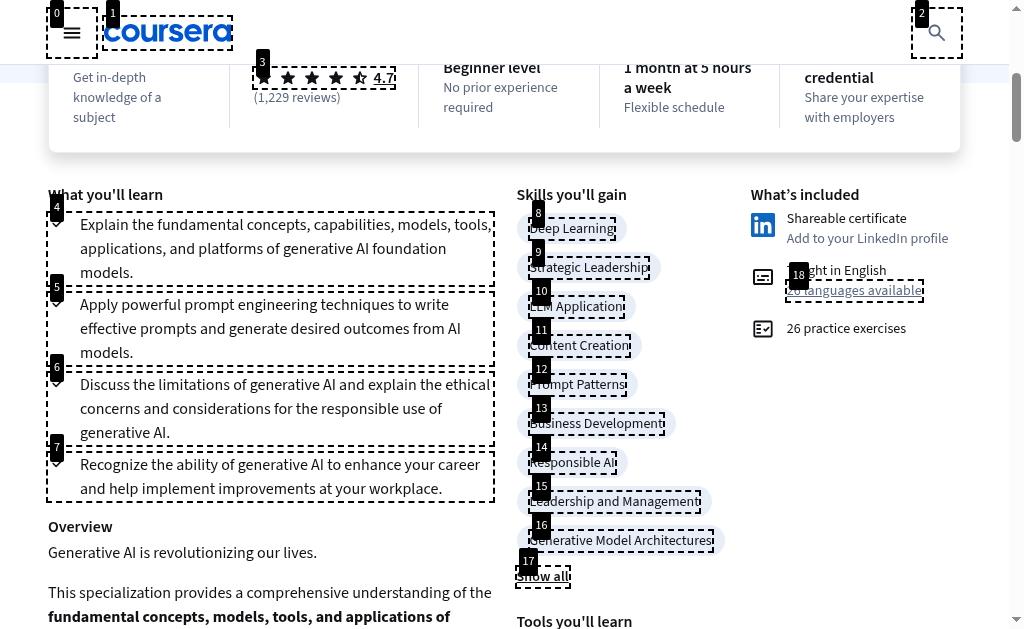 0
1
coursera
2
Get in-depth
knowledge of a
subject
3
4.7
(1,229 reviews)
Beginner level
No prior experience
required
1 month at 5 hours
a week
Flexible schedule
credential
Share your expertise
with employers
What you'll learn
4
Explain the fundamental concepts, capabilities, models, tools,
applications, and platforms of generative AI foundation
models.
5
Apply powerful prompt engineering techniques to write
effective prompts and generate desired outcomes from AI
models.
6
Discuss the limitations of generative AI and explain the ethical
concerns and considerations for the responsible use of
generative AI.
7
Recognize the ability of generative AI to enhance your career
and help implement improvements at your workplace.
Overview
Generative AI is revolutionizing our lives.
This specialization provides a comprehensive understanding of the
fundamental concepts, models, tools, and applications of
Skills you'll gain
8
Deep Learning
9
Strategic Leadership
10
LLM Application
11
Content Creation
12
Prompt Patterns
13
Business Development
14
Responsible AI
15
Leadership and Management
16
Generative Model Architectures
17
Show all
Tools you'll learn
What's included
Shareable certificate
Add to your LinkedIn profile
18
Taught in English
26 languages available
26 practice exercises